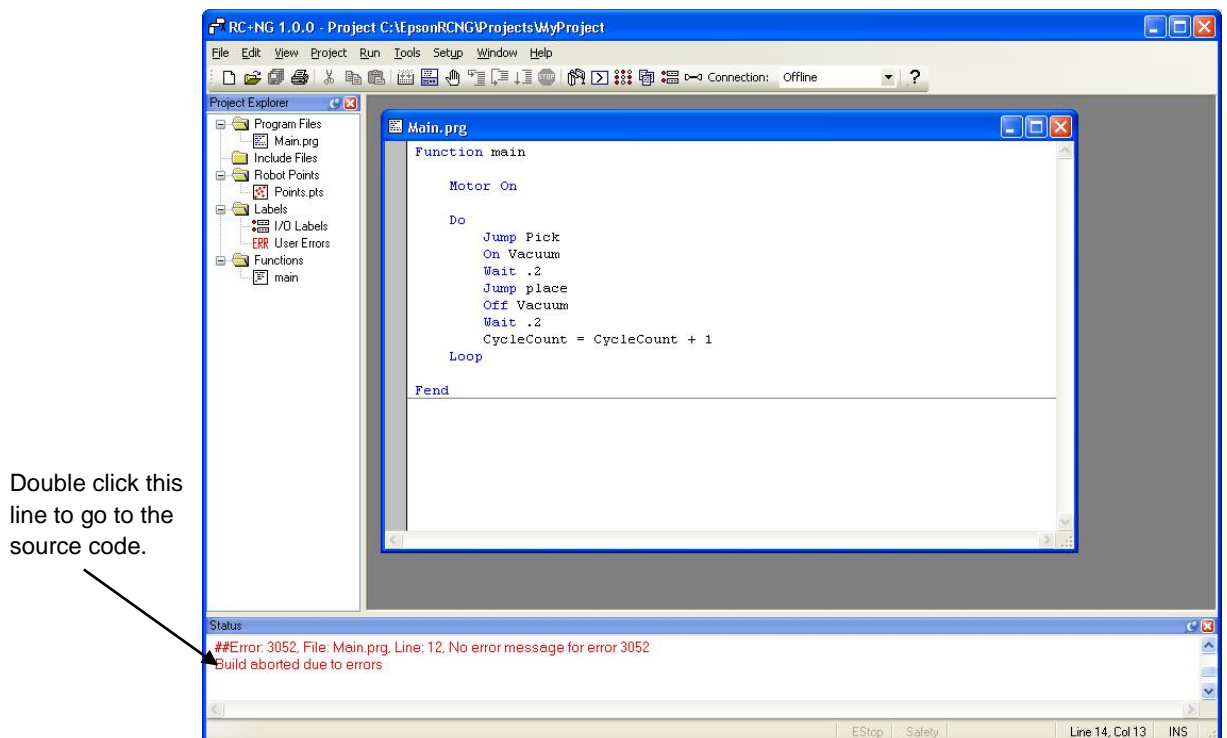 RC+NG 1.0.0 - Project C:\EpsonRCNG\Projects\MyProject
File Edit View Project Run Tools Setup Window Help
Connection: Offline ?
Project Explorer
Program Files
Main.prg
Include Files
Robot Points
Points.pts
Labels
I/O Labels
ERR User Errors
Functions
main
Main.prg
Function main
Motor On
Do
Jump Pick
On Vacuum
Wait .2
Jump place
Off Vacuum
Wait .2
CycleCount = CycleCount + 1
Loop
Fend
Double click this
line to go to the
source code.
Status
##Error: 3052, File: Main.prg, Line: 12, No error message for error 3052
Build aborted due to errors
EStop Safety Line 14, Col 13 INS